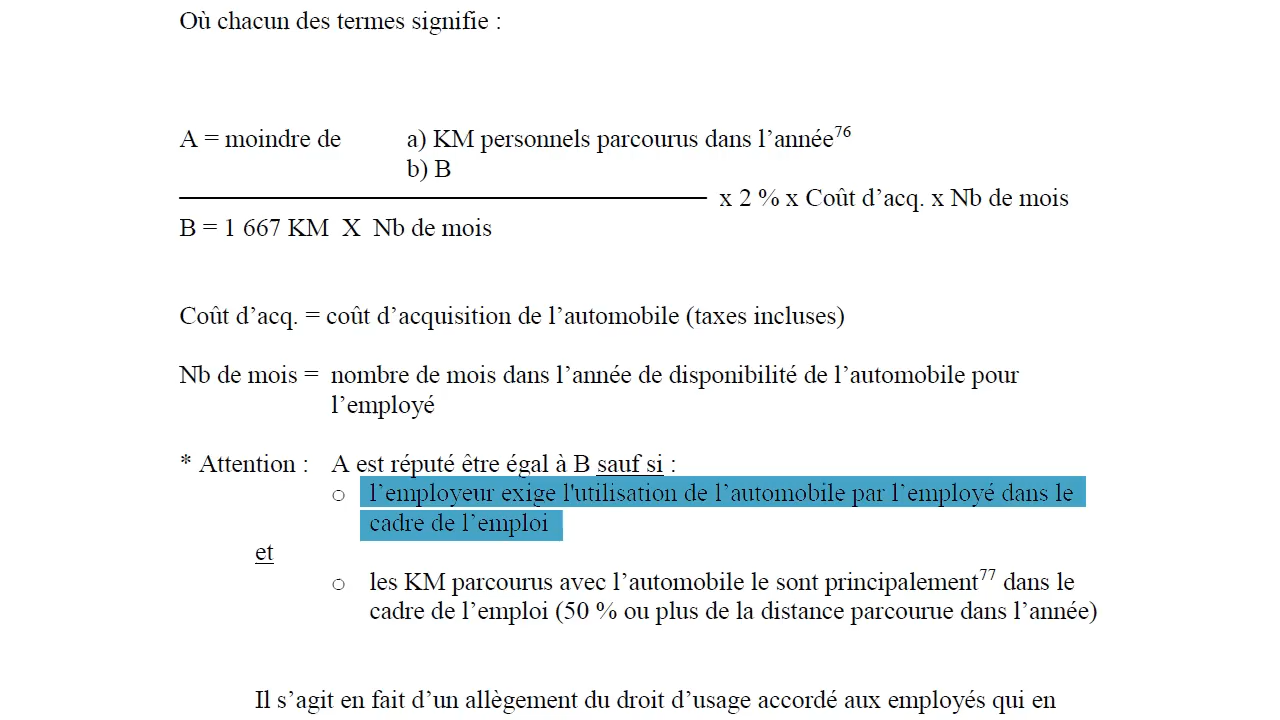 Où chacun des termes signifie :
A = moindre de a) KM personnels parcourus dans l’année76
b) B
x 2 % x Coût d’acq. x Nb de mois
B = 1 667 KM X Nb de mois
Coût d’acq. = coût d’acquisition de l’automobile (taxes incluses)
Nb de mois = nombre de mois dans l’année de disponibilité de l’automobile pour
l’employé
* Attention : A est réputé être égal à B sauf si :
○ l’employeur exige l'utilisation de l’automobile par l’employé dans le
cadre de l’emploi
et
○ les KM parcourus avec l’automobile le sont principalement77 dans le
cadre de l’emploi (50 % ou plus de la distance parcourue dans l’année)
Il s’agit en fait d’un allègement du droit d’usage accordé aux employés qui en